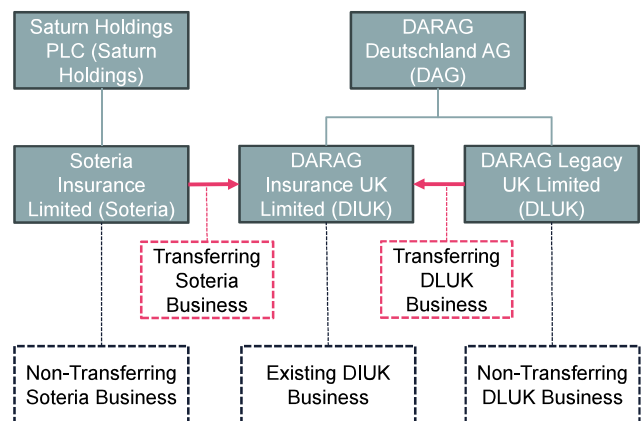 Saturn Holdings
PLC (Saturn
Holdings)
DARAG
Deutschland AG
(DAG)
Soteria
Insurance
Limited (Soteria)
DARAG
Insurance UK
Limited (DIUK)
DARAG Legacy
UK Limited
(DLUK)
Transferring
Soteria
Business
Transferring
DLUK
Business
Non-Transferring
Soteria Business
Existing DIUK
Business
Non-Transferring
DLUK Business